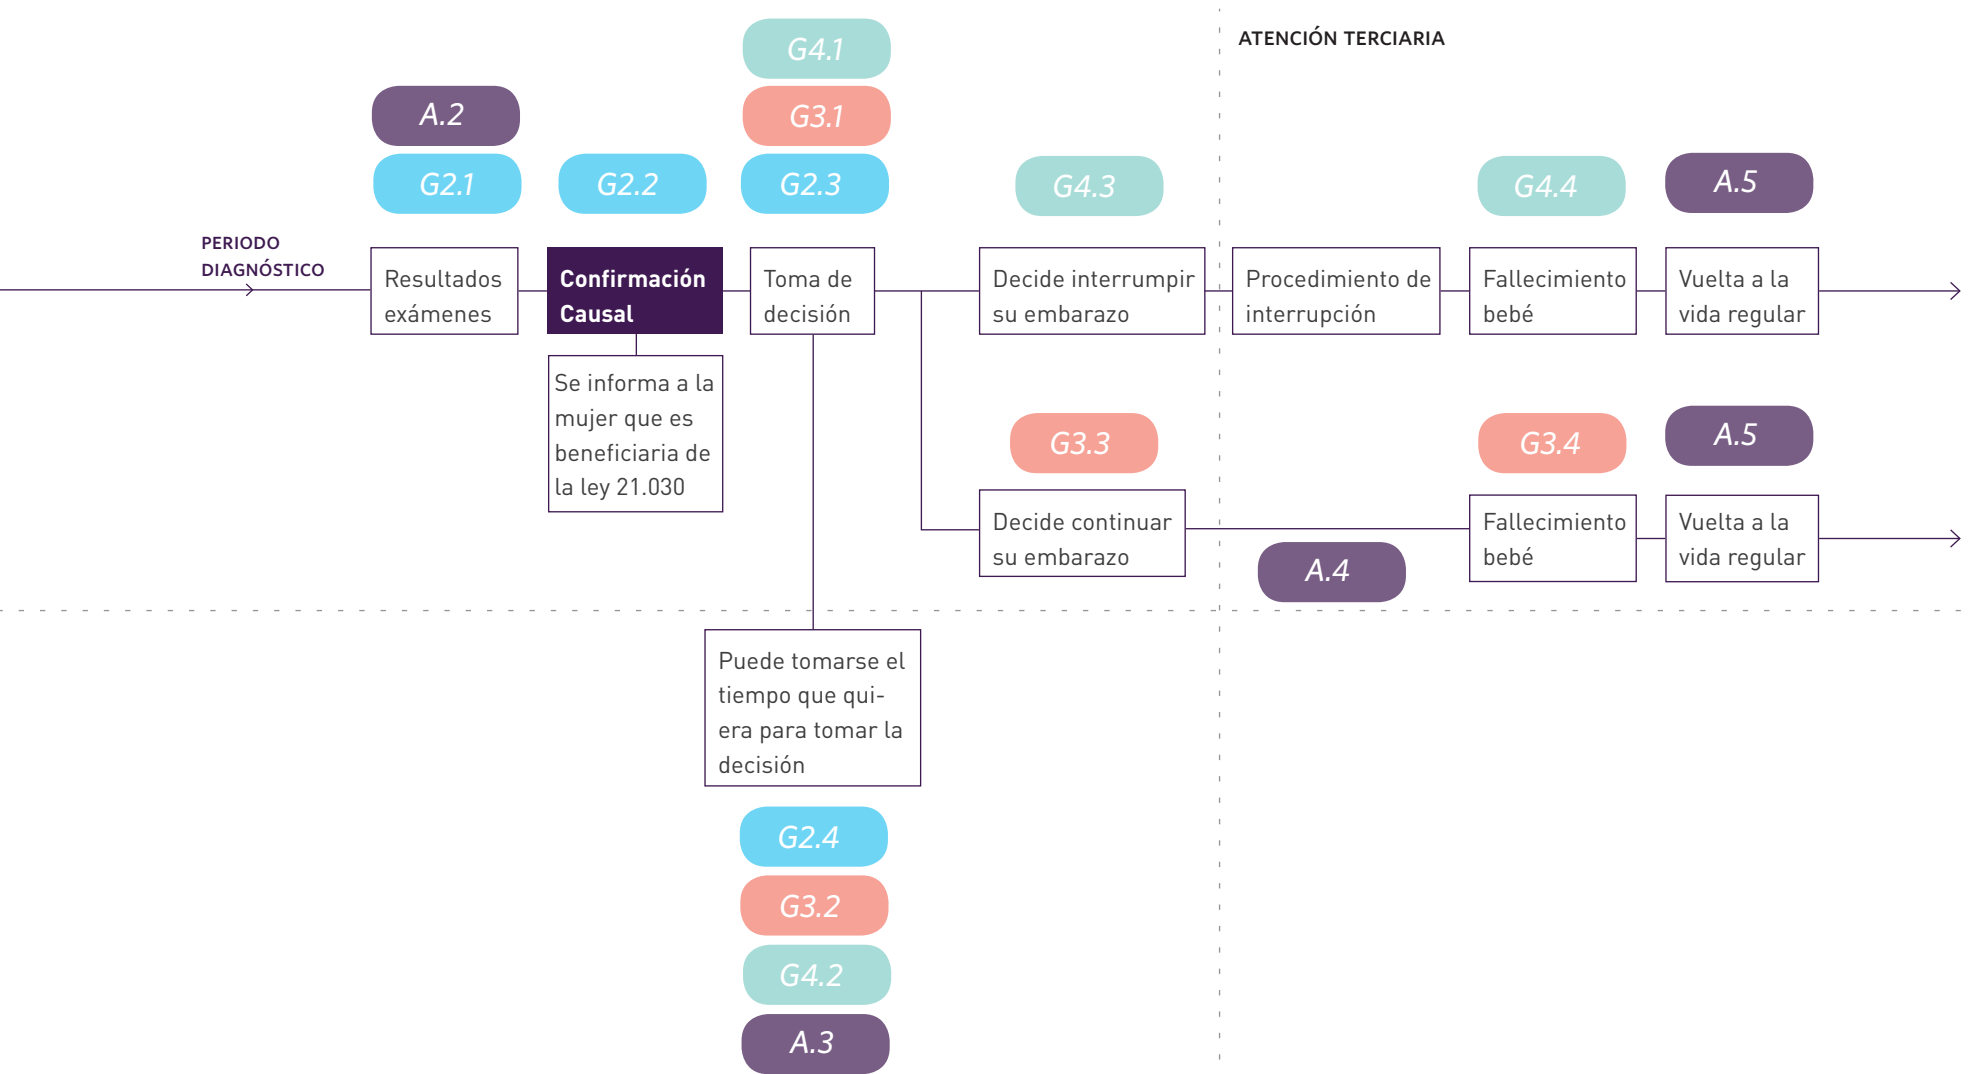 G4.1
ATENCIÓN TERCIARIA
A.2
G3.1
G2.1
G2.2
G2.3
G4.3
G4.4
A.5
PERIODO
DIAGNÓSTICO
Resultados
exámenes
Confirmación
Causal
Toma de
decisión
Decide interrumpir
su embarazo
Procedimiento de
interrupción
Fallecimiento
bebé
Vuelta a la
vida regular
Se informa a la
mujer que es
beneficiaria de
la ley 21.030
G3.3
G3.4
A.5
Decide continuar
su embarazo
A.4
Fallecimiento
bebé
Vuelta a la
vida regular
Puede tomarse el
tiempo que qui-
era para tomar la
decisión
G2.4
G3.2
G4.2
A.3